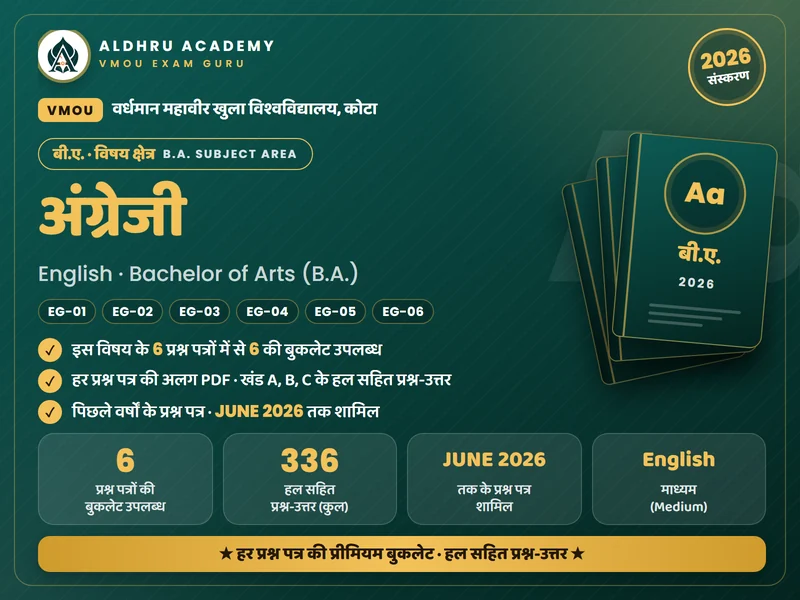 ALDHRU ACADEMY
VMOU EXAM GURU
2026
संस्करण
VMOU वर्धमान महावीर खुला विश्वविद्यालय, कोटा
बी.ए. · विषय क्षेत्र B.A. SUBJECT AREA
अंग्रेजी
English · Bachelor of Arts (B.A.)
EG-01 EG-02 EG-03 EG-04 EG-05 EG-06
Aa
बी.ए.
2026
✓ इस विषय के 6 प्रश्न पत्रों में से 6 की बुकलेट उपलब्ध
✓ हर प्रश्न पत्र की अलग PDF · खंड A, B, C के हल सहित प्रश्न-उत्तर
✓ पिछले वर्षों के प्रश्न पत्र · JUNE 2026 तक शामिल
6
प्रश्न पत्रों की
बुकलेट उपलब्ध
336
हल सहित
प्रश्न-उत्तर (कुल)
JUNE 2026
तक के प्रश्न पत्र
शामिल
English
माध्यम
(Medium)
★ हर प्रश्न पत्र की प्रीमियम बुकलेट · हल सहित प्रश्न-उत्तर ★